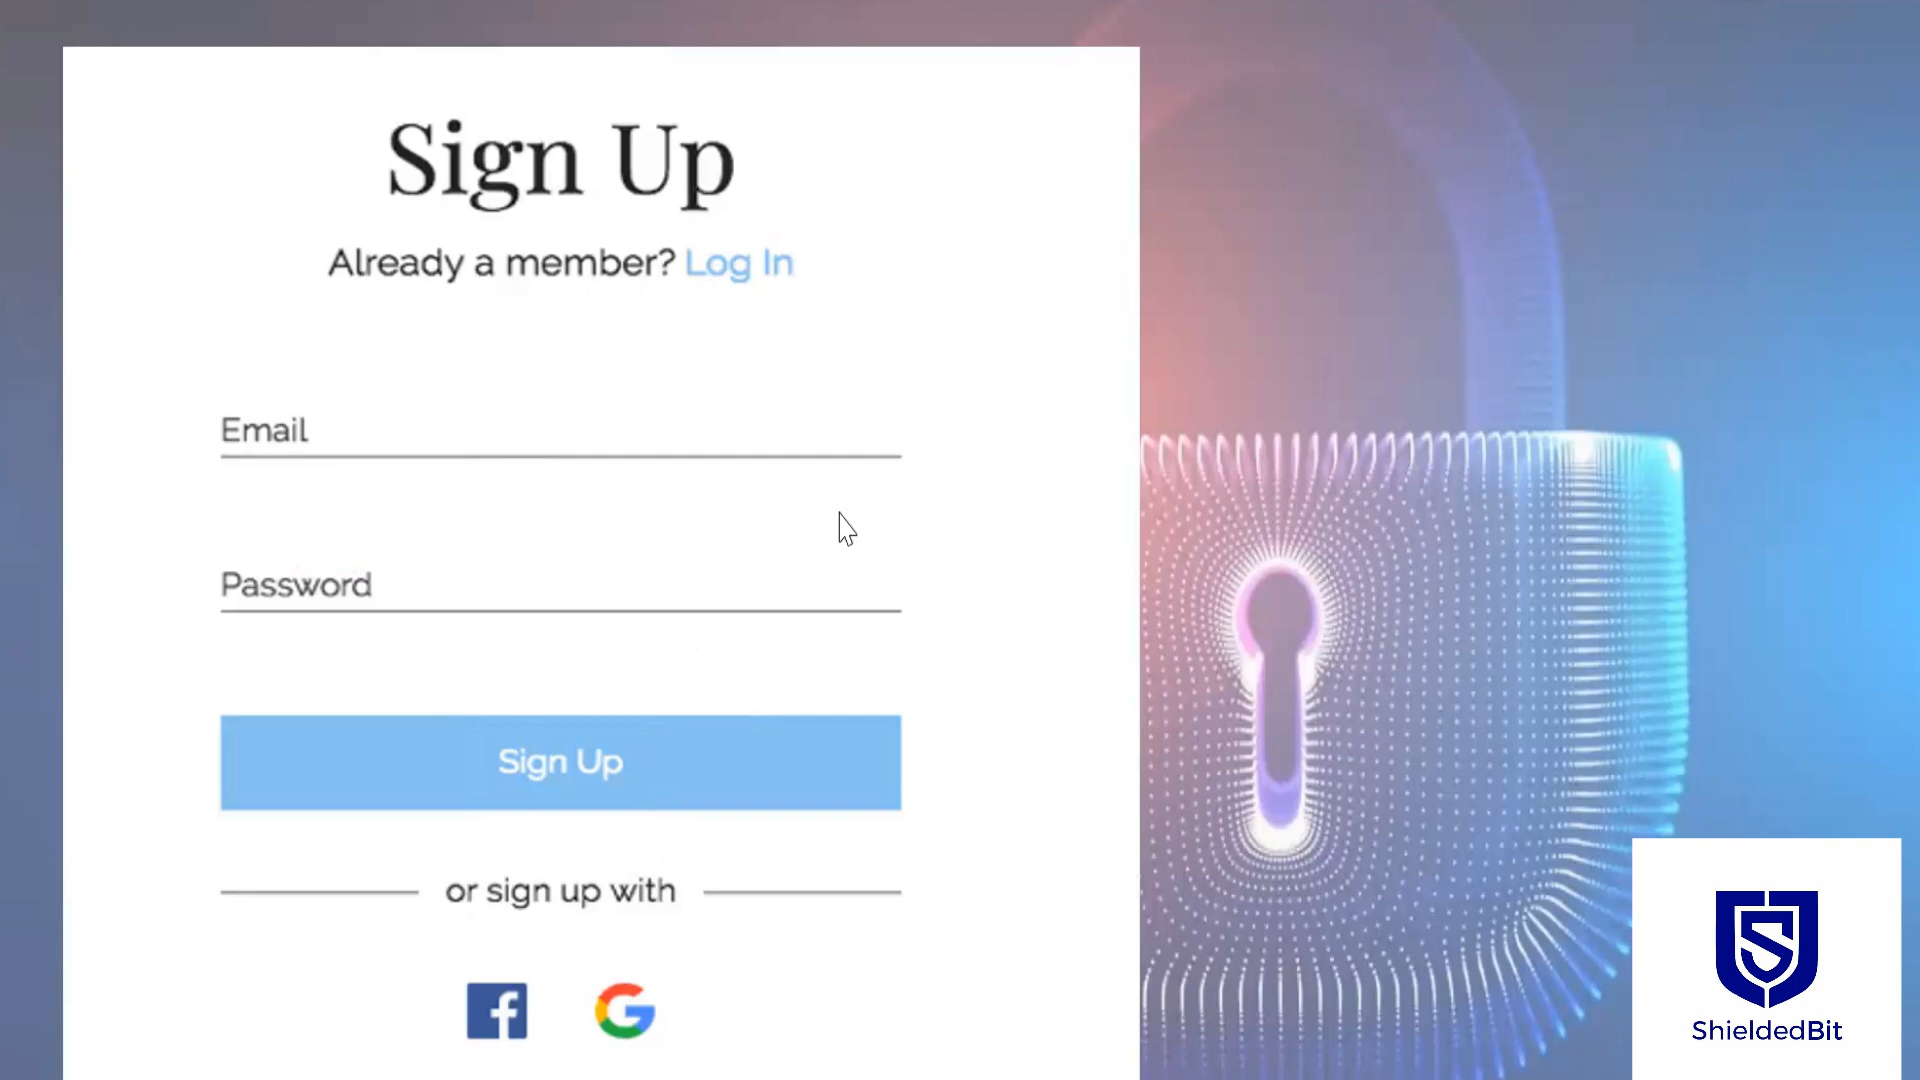 Sign Up
Already a member? Log In
Email
Password
Sign Up
or sign up with
ShieldedBit